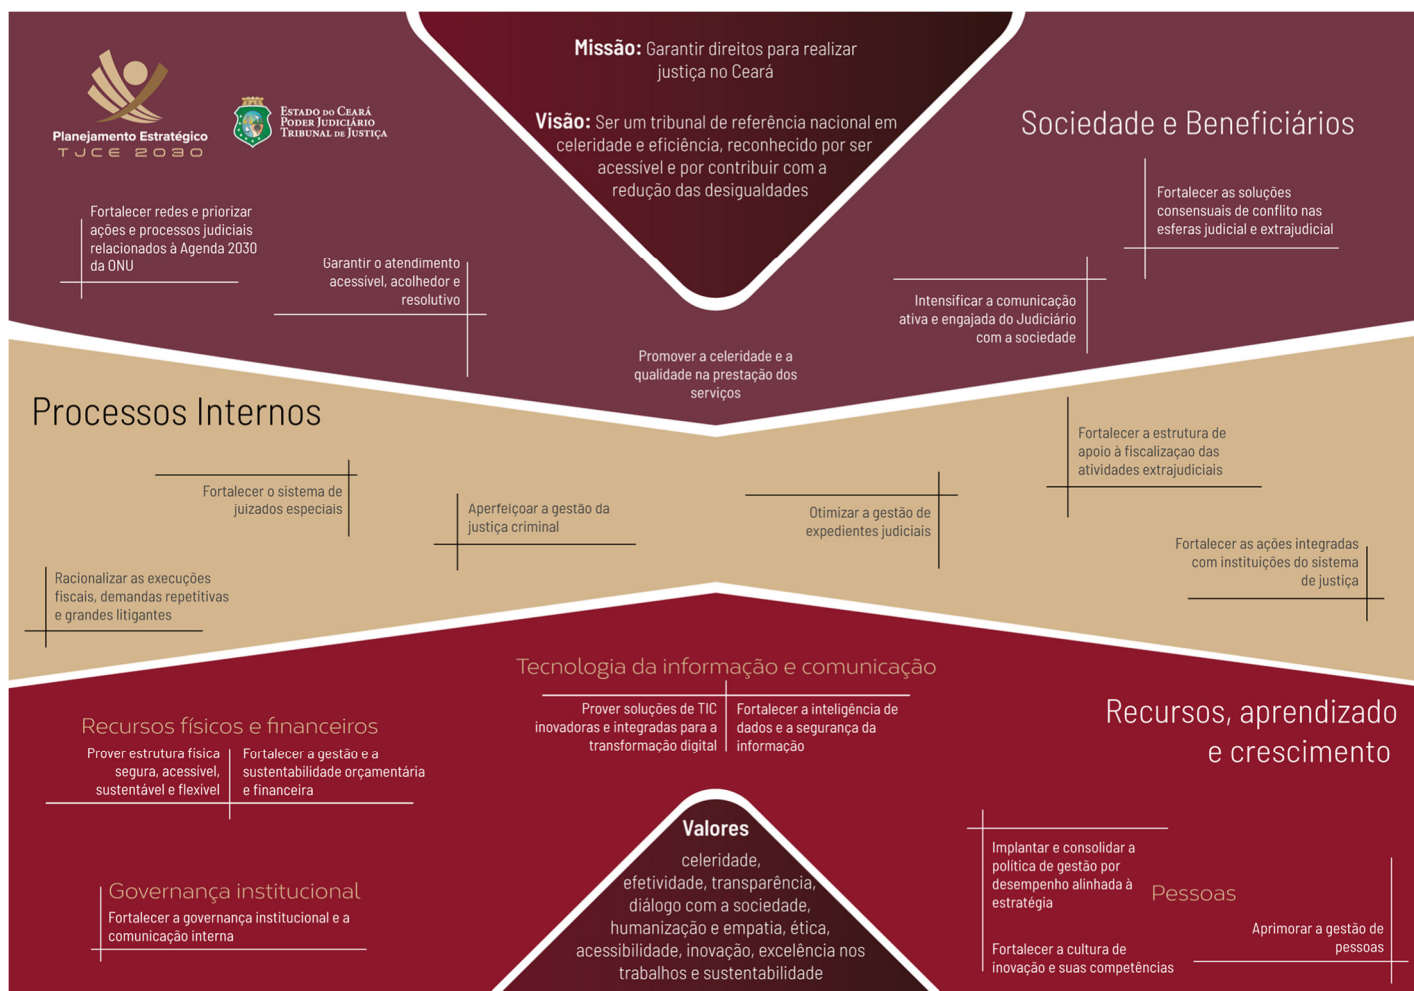 Missão: Garantir direitos para realizar
justiça no Ceará
Visão: Ser um tribunal de referência nacional em
celeridade e eficiência, reconhecido por ser
acessível e por contribuir com a
redução das desigualdades
Planejamento Estratégico
TJCE 2030
ESTADO DO CEARÁ
PODER JUDICIÁRIO
TRIBUNAL DE JUSTIÇA
Sociedade e Beneficiários
Fortalecer redes e priorizar
ações e processos judiciais
relacionados à Agenda 2030
da ONU
Garantir o atendimento
acessível, acolhedor e
resolutivo
Promover a celeridade e a
qualidade na prestação dos
serviços
Intensificar a comunicação
ativa e engajada do Judiciário
com a sociedade
Fortalecer as soluções
consensuais de conflito nas
esferas judicial e extrajudicial
Processos Internos
Racionalizar as execuções
fiscais, demandas repetitivas
e grandes litigantes
Fortalecer o sistema de
juizados especiais
Aperfeiçoar a gestão da
justiça criminal
Otimizar a gestão de
expedientes judiciais
Fortalecer a estrutura de
apoio à fiscalizaçao das
atividades extrajudiciais
Fortalecer as ações integradas
com instituições do sistema
de justiça
Recursos, aprendizado
e crescimento
Tecnologia da informação e comunicação
Prover soluções de TIC
inovadoras e integradas para a
transformação digital
Fortalecer a inteligência de
dados e a segurança da
informação
Recursos físicos e financeiros
Prover estrutura física
segura, acessível,
sustentável e flexível
Fortalecer a gestão e a
sustentabilidade orçamentária
e financeira
Governança institucional
Fortalecer a governança institucional e a
comunicação interna
Valores
celeridade,
efetividade, transparência,
diálogo com a sociedade,
humanização e empatia, ética,
acessibilidade, inovação, excelência nos
trabalhos e sustentabilidade
Pessoas
Implantar e consolidar a
política de gestão por
desempenho alinhada à
estratégia
Fortalecer a cultura de
inovação e suas competências
Aprimorar a gestão de
pessoas